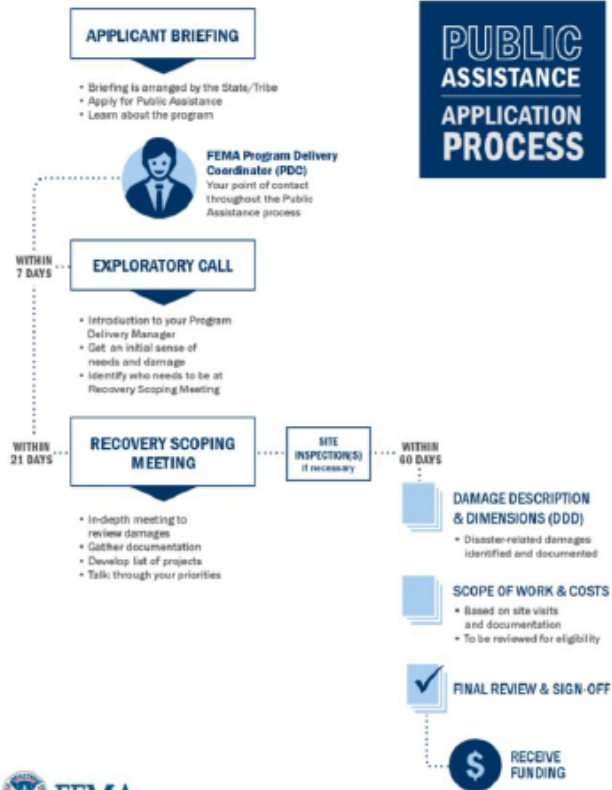 PUBLIC
ASSISTANCE
APPLICATION
PROCESS
APPLICANT BRIEFING
• Briefing is arranged by the State/Tribe
• Apply for Public Assistance
• Learn about the program
FEMA Program Delivery
Coordinator (PDC)
Your point of contact
throughout the Public
Assistance process
WITHIN
7 DAYS
EXPLORATORY CALL
• Introduction to your Program
Delivery Manager
• Get an initial sense of
needs and damage
• Identify who needs to be at
Recovery Scoping Meeting
WITHIN
21 DAYS
RECOVERY SCOPING
MEETING
• In-depth meeting to
review damages
• Gather documentation
• Develop list of projects
• Talk through your priorities
SITE
INSPECTION(S)
if necessary
WITHIN
60 DAYS
DAMAGE DESCRIPTION
& DIMENSIONS (DDD)
• Disaster-related damages
identified and documented
SCOPE OF WORK & COSTS
• Based on site visits
and documentation
• To be reviewed for eligibility
FINAL REVIEW & SIGN-OFF
$
RECEIVE
FUNDING
FEMA